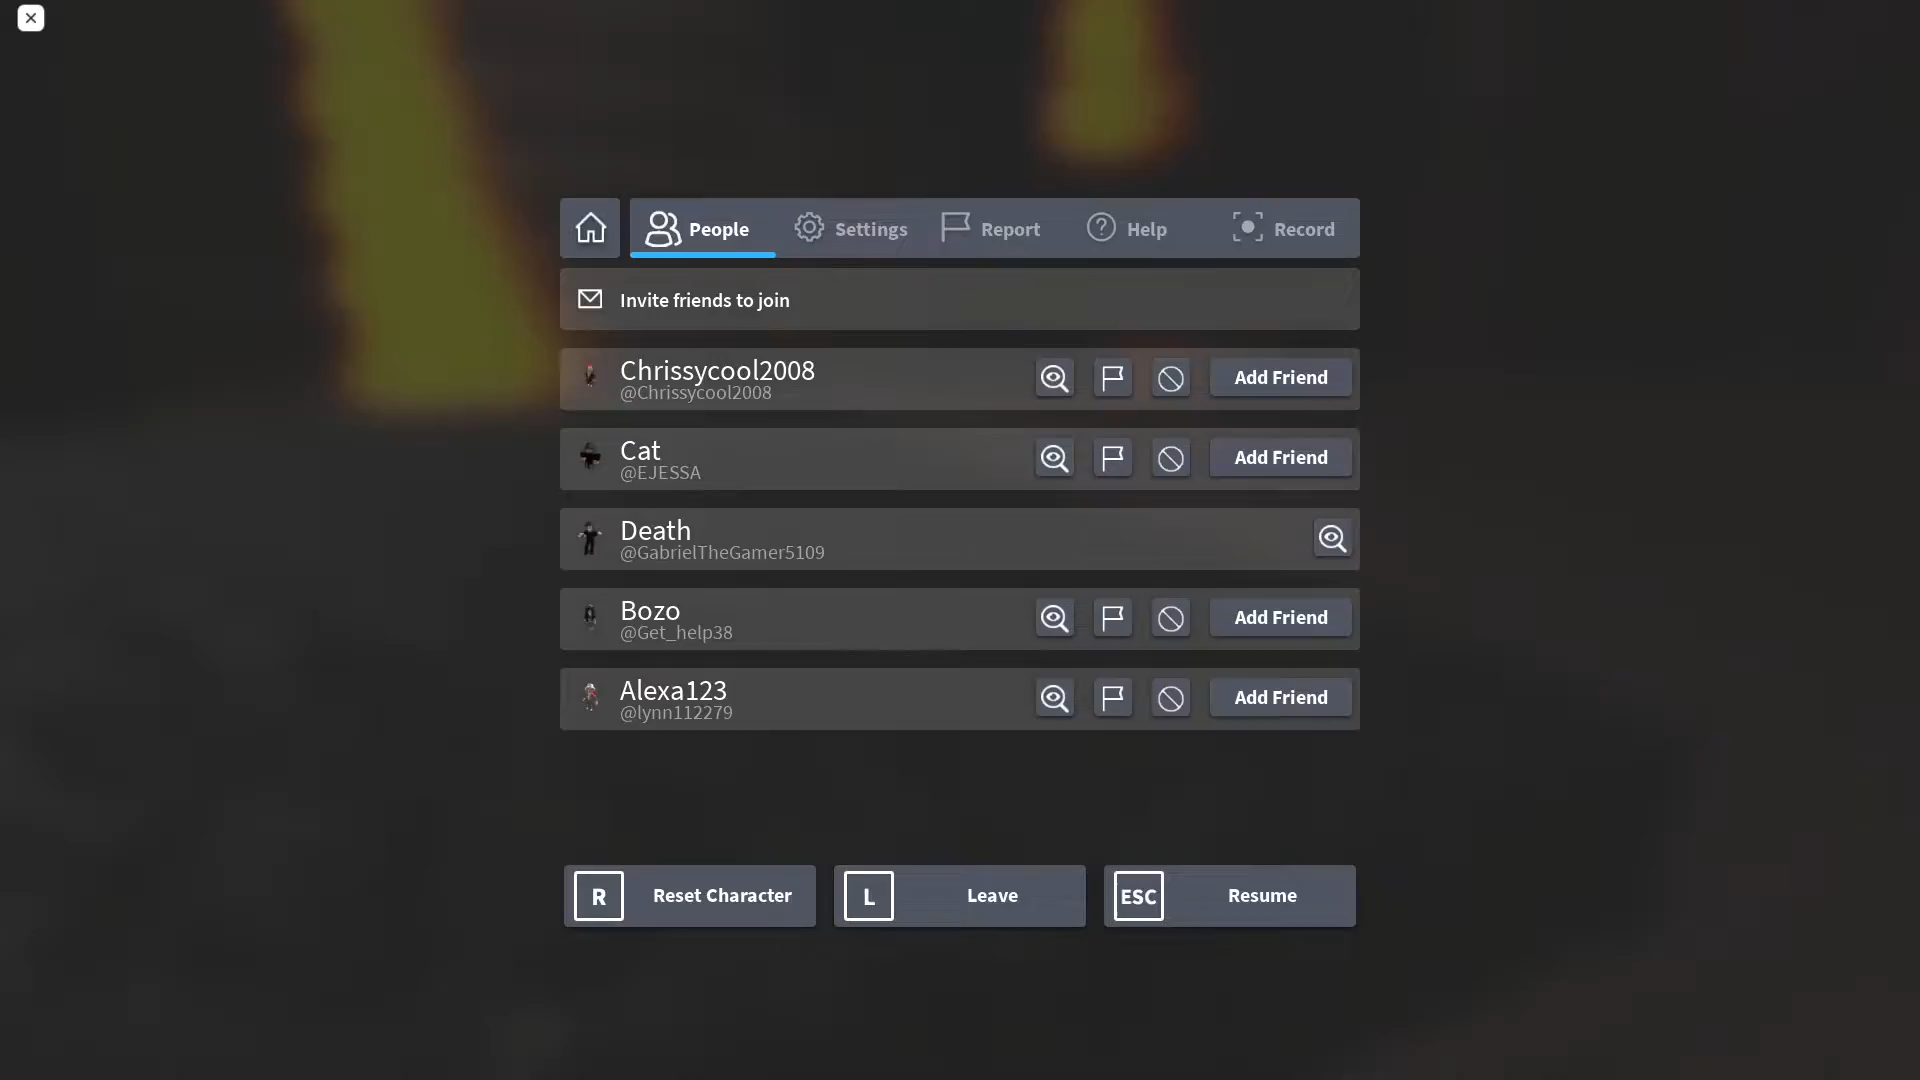 People
Settings
Report
Help
Record
Invite friends to join
Chrissycool2008
@Chrissycool2008
Add Friend
Cat
@EJESSA
Add Friend
Death
@GabrielTheGamer5109
Bozo
@Get_help38
Add Friend
Alexa123
@lynn112279
Add Friend
R Reset Character
L Leave
ESC Resume